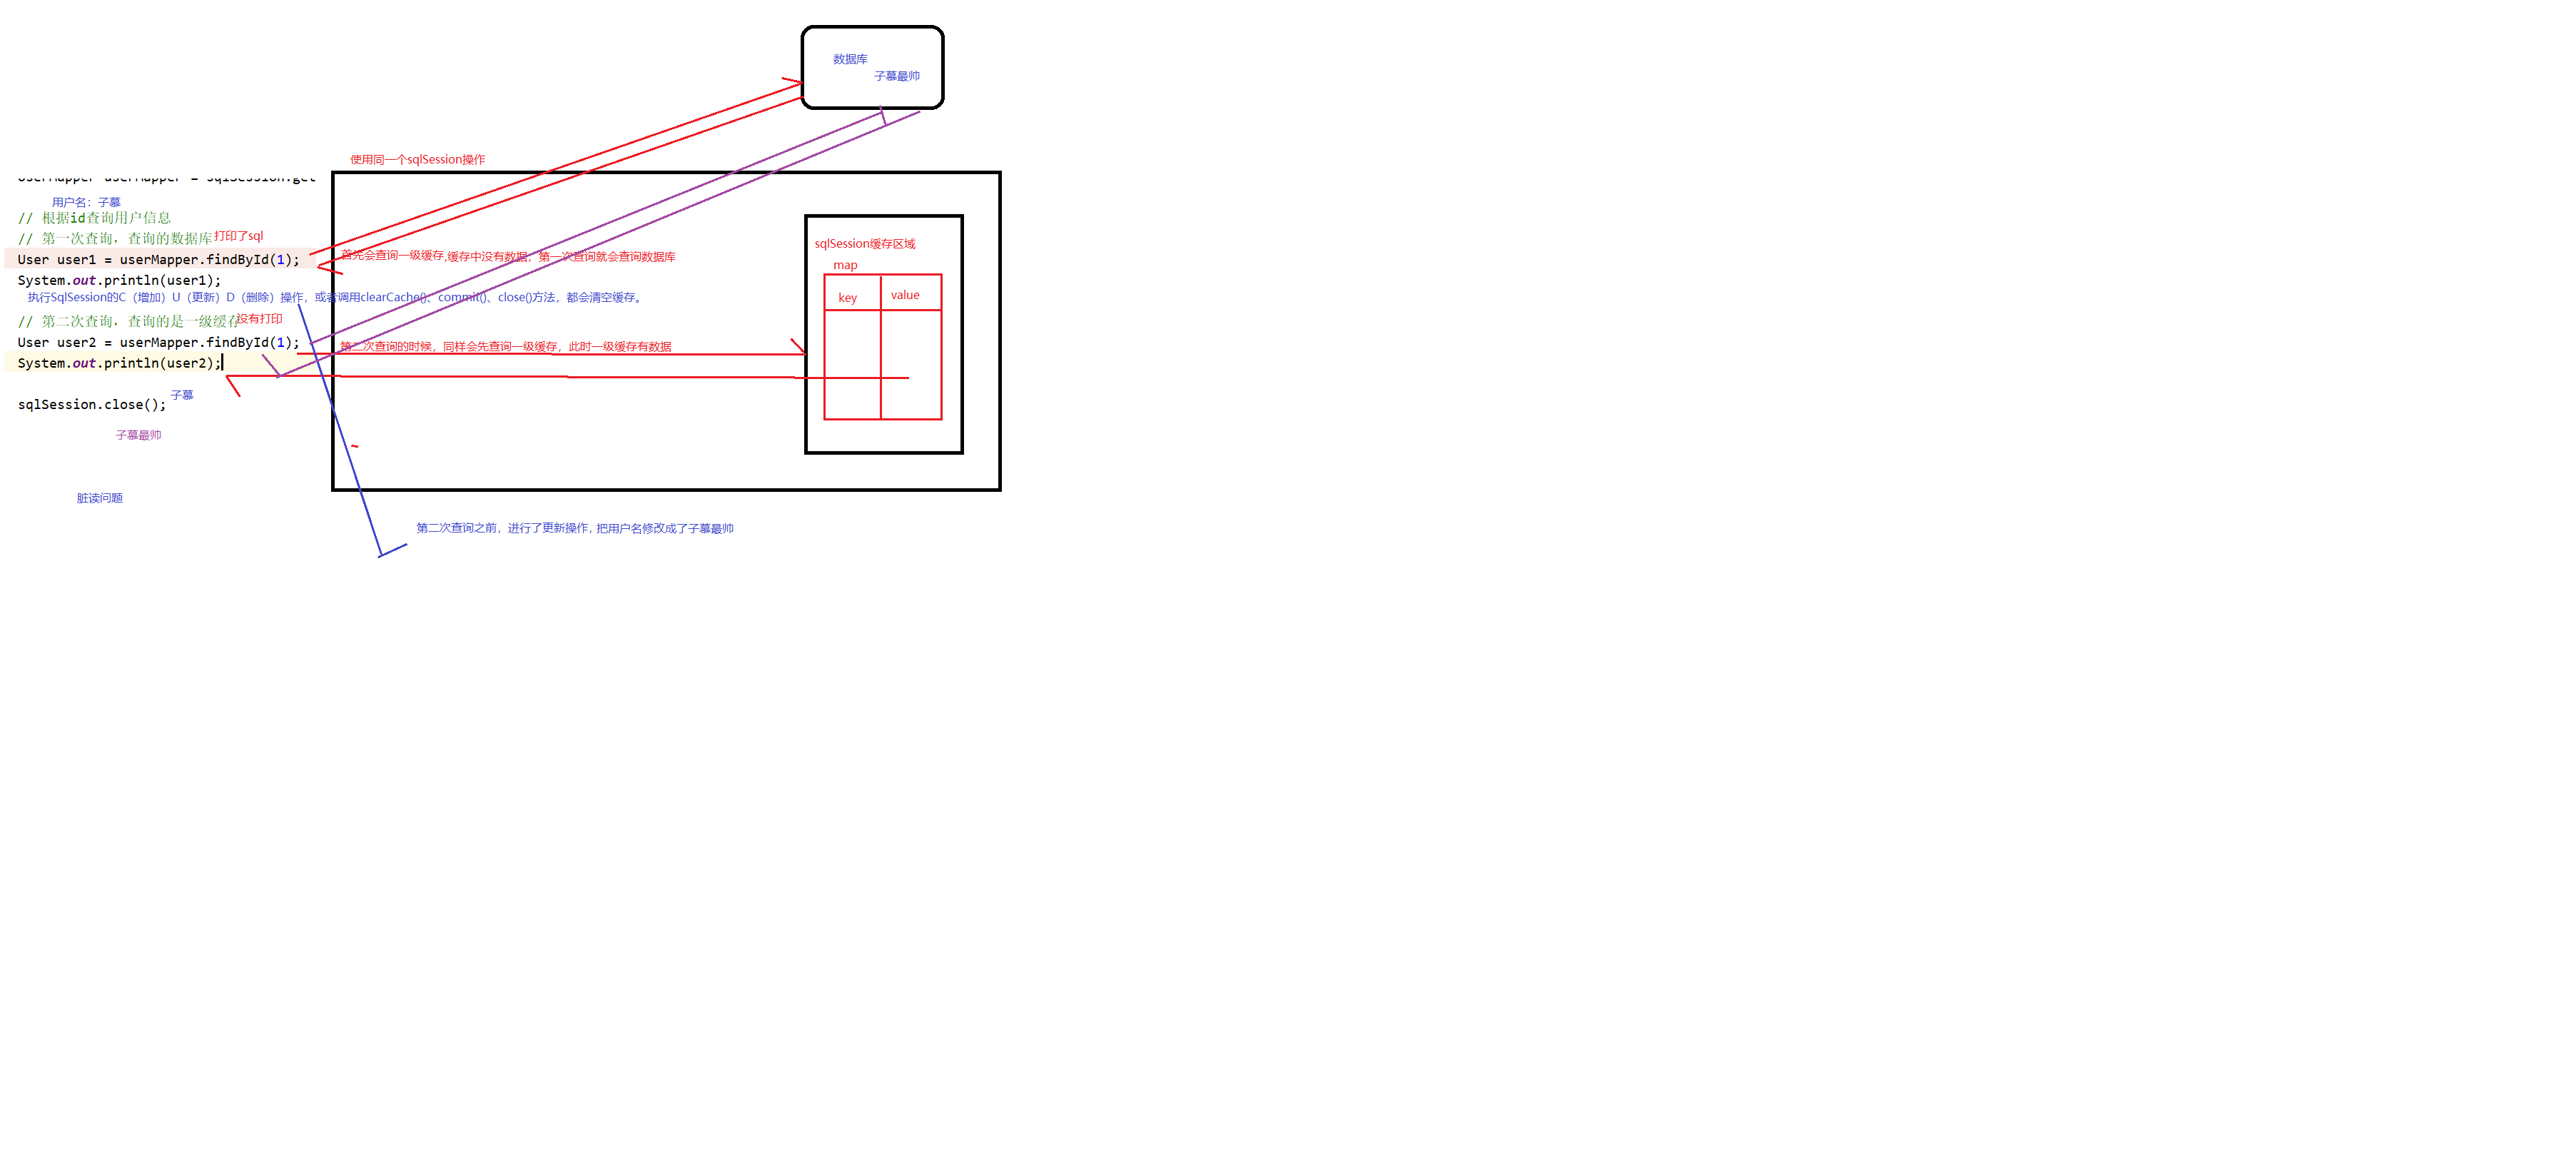 数据库
子慕最帅
使用同一个sqlSession操作
UserMapper userMapper = sqlSession.get
用户名：子慕
// 根据id查询用户信息
// 第一次查询，查询的数据库 打印了sql
User user1 = userMapper.findById(1);
首先会查询一级缓存,缓存中没有数据，第一次查询就会查询数据库
System.out.println(user1);
执行SqlSession的C（增加）U（更新）D（删除）操作，或者调用clearCache()、commit()、close()方法，都会清空缓存。
// 第二次查询，查询的是一级缓存 没有打印
User user2 = userMapper.findById(1);
第二次查询的时候，同样会先查询一级缓存，此时一级缓存有数据
System.out.println(user2);
子慕
sqlSession.close();
子慕最帅
脏读问题
sqlSession缓存区域
map
key value
第二次查询之前，进行了更新操作，把用户名修改成了子慕最帅